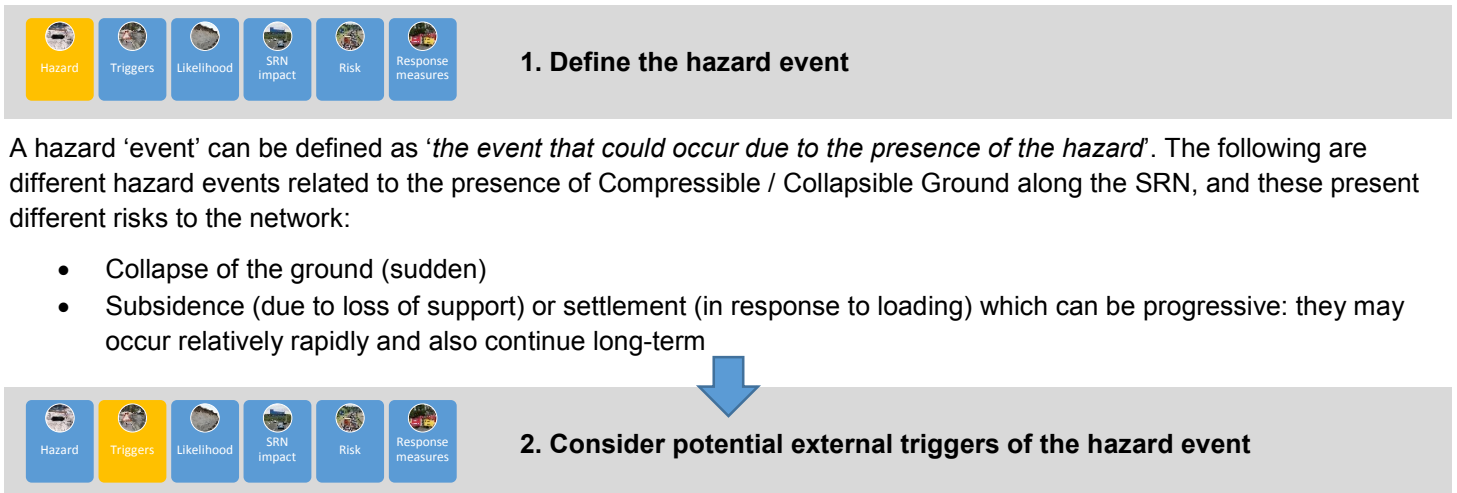 Hazard Triggers Likelihood SRN impact Risk Response measures
1. Define the hazard event
A hazard ‘event’ can be defined as ‘the event that could occur due to the presence of the hazard’. The following are
different hazard events related to the presence of Compressible / Collapsible Ground along the SRN, and these present
different risks to the network:
• Collapse of the ground (sudden)
• Subsidence (due to loss of support) or settlement (in response to loading) which can be progressive: they may
occur relatively rapidly and also continue long-term
Hazard Triggers Likelihood SRN impact Risk Response measures
2. Consider potential external triggers of the hazard event